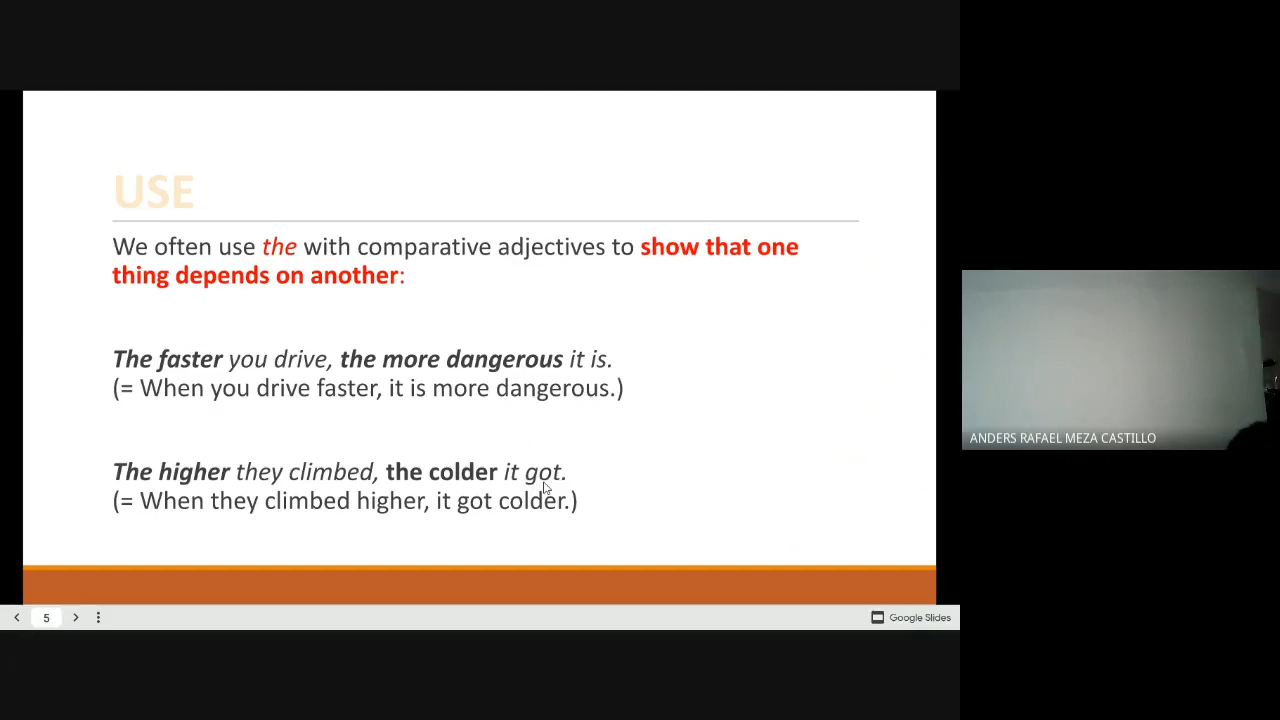 USE
We often use the with comparative adjectives to show that one
thing depends on another:
The faster you drive, the more dangerous it is.
(= When you drive faster, it is more dangerous.)
The higher they climbed, the colder it got.
(= When they climbed higher, it got colder.)
ANDERS RAFAEL MEZA CASTILLO
5
Google Slides